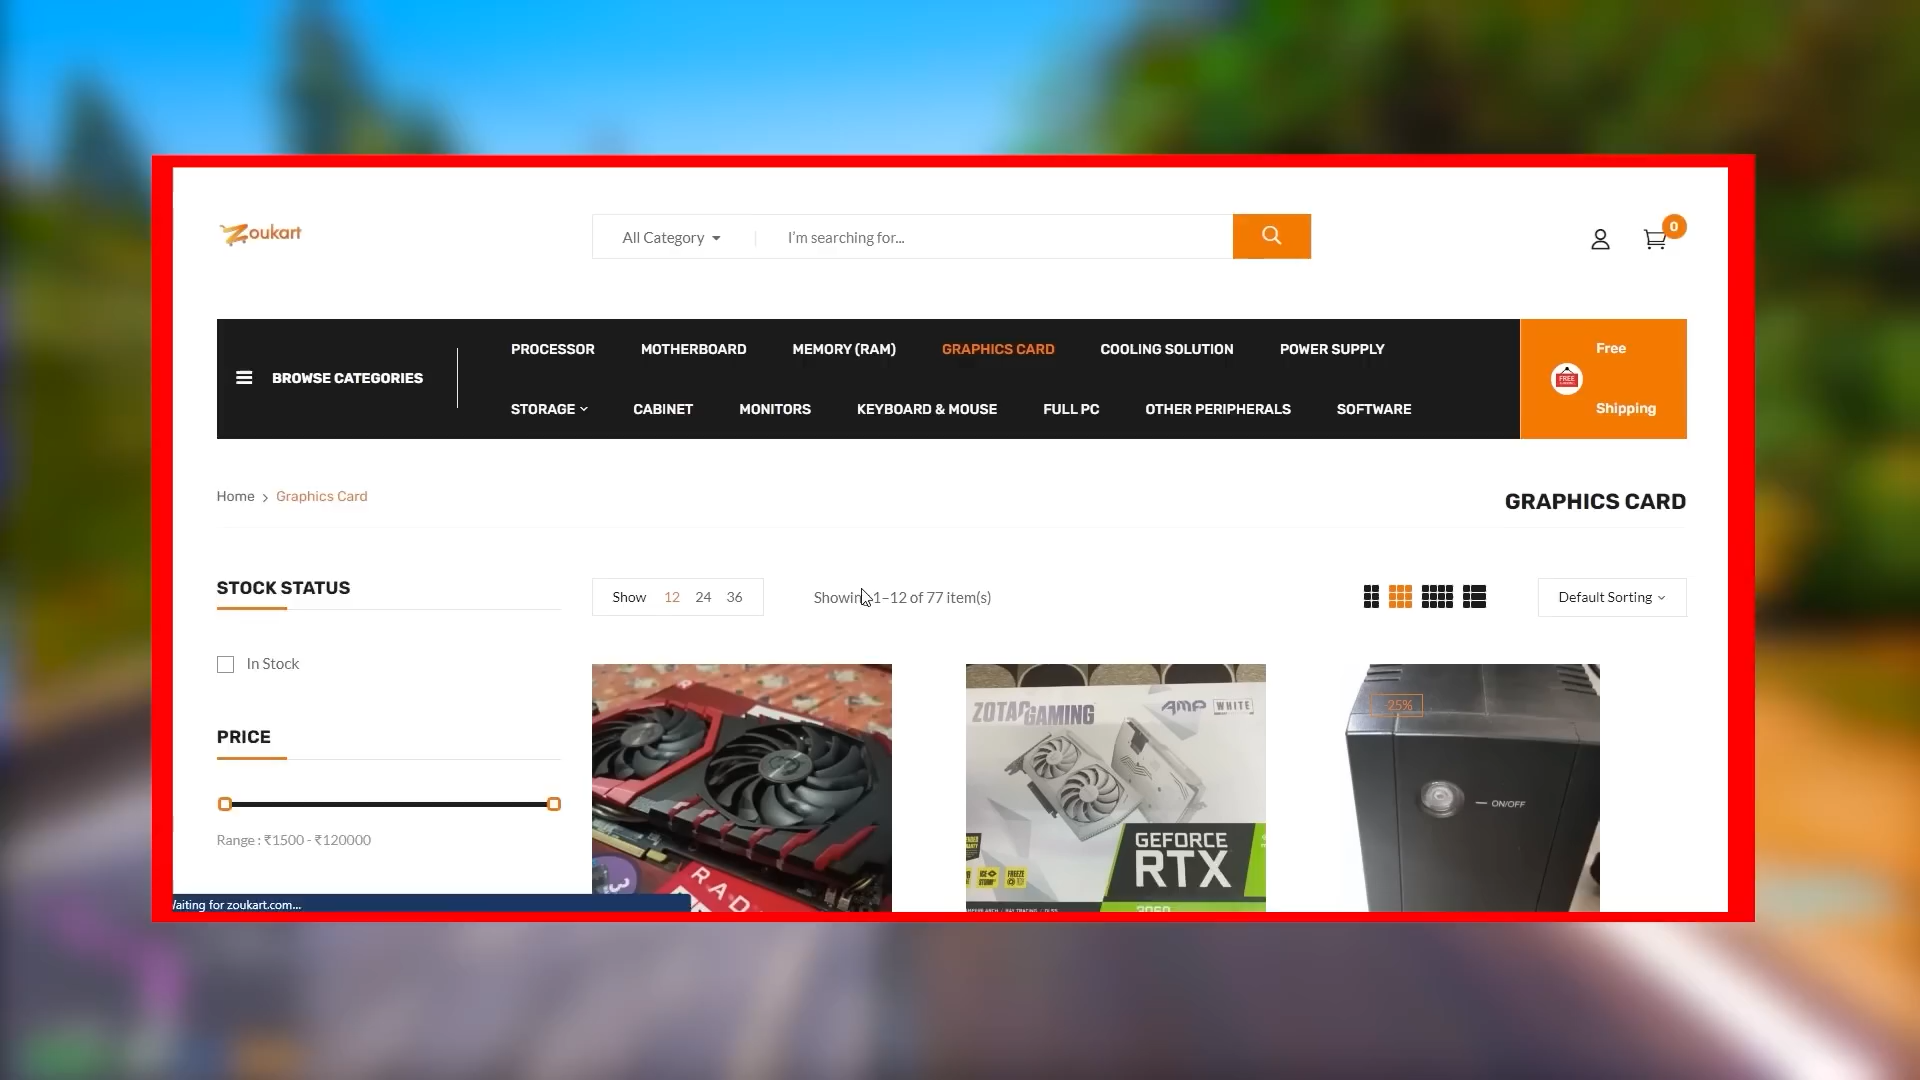 Zoukart
All Category
I'm searching for...
0
BROWSE CATEGORIES
PROCESSOR MOTHERBOARD MEMORY (RAM) GRAPHICS CARD COOLING SOLUTION POWER SUPPLY
STORAGE CABINET MONITORS KEYBOARD & MOUSE FULL PC OTHER PERIPHERALS SOFTWARE
FREE
Free
Shipping
Home > Graphics Card
GRAPHICS CARD
STOCK STATUS
In Stock
PRICE
Range : ₹1500 - ₹120000
Show 12 24 36
Showing 1–12 of 77 item(s)
Default Sorting
RAD
ZOTAC GAMING
AMP WHITE
GEFORCE
RTX
3060
-25%
ON/OFF
Waiting for zoukart.com...